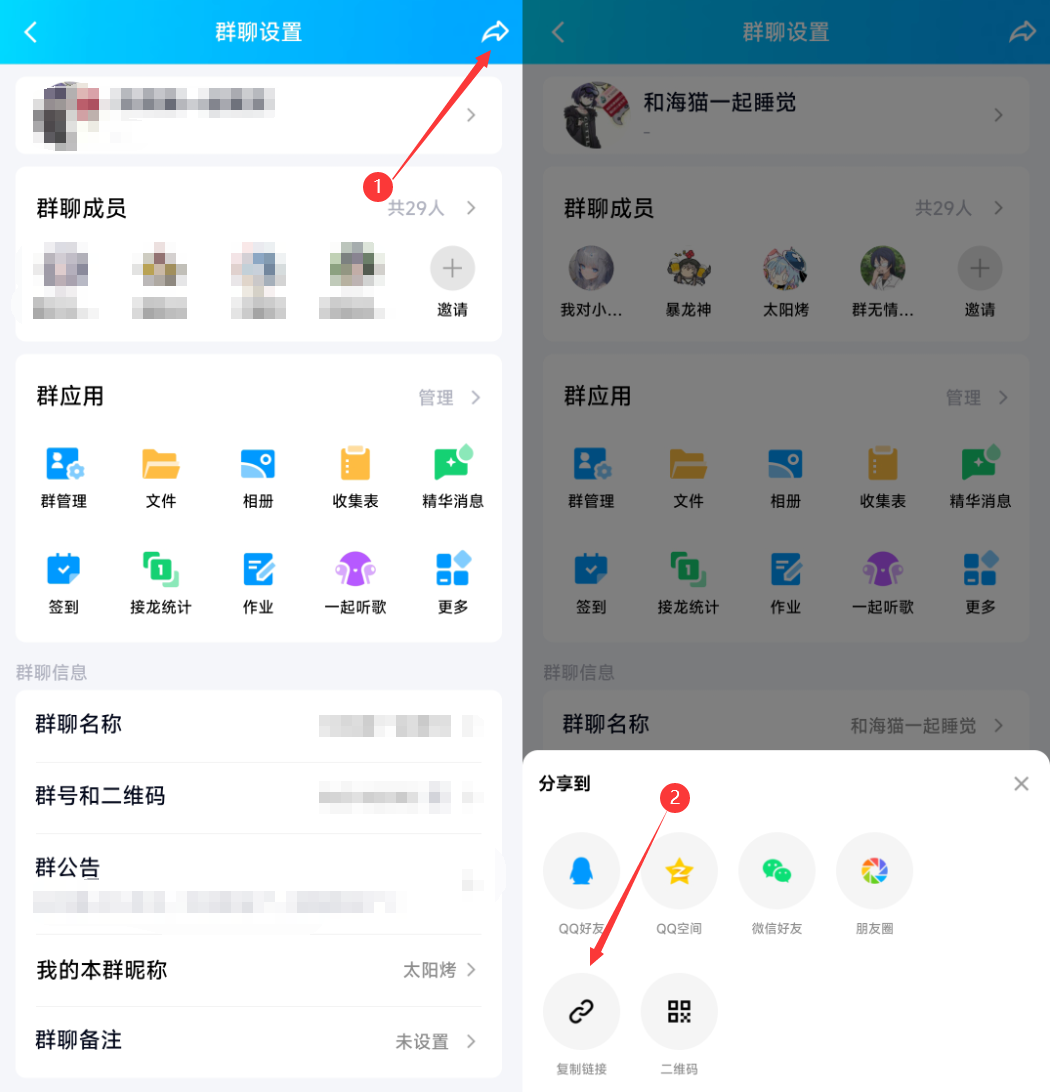 群聊设置
1
群聊成员
共29人
邀请
群应用
管理
群管理
文件
相册
收集表
精华消息
签到
接龙统计
1
作业
一起听歌
更多
群聊信息
群聊名称
群号和二维码
群公告
我的本群昵称
太阳烤
群聊备注
未设置
群聊设置
和海猫一起睡觉
-
群聊成员
共29人
我对小...
暴龙神
太阳烤
群无情...
邀请
群应用
管理
群管理
文件
相册
收集表
精华消息
签到
1
接龙统计
作业
一起听歌
更多
群聊信息
群聊名称
和海猫一起睡觉
分享到
2
QQ好友
QQ空间
微信好友
朋友圈
复制链接
二维码